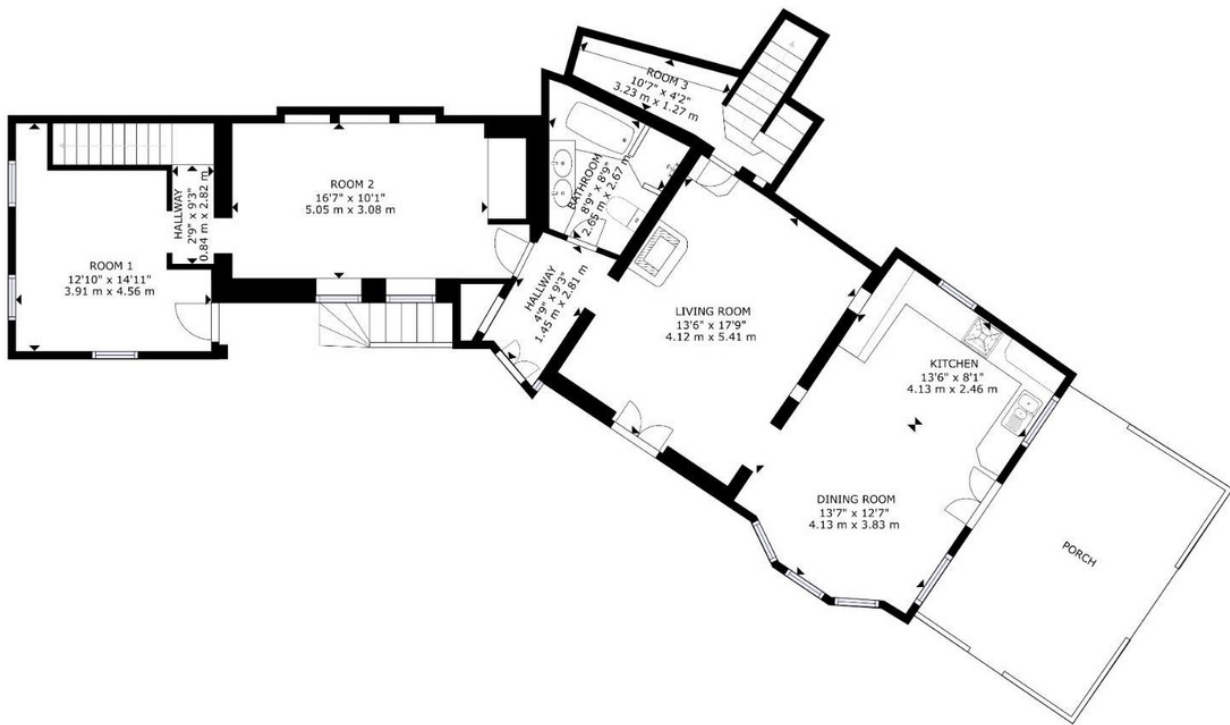 ROOM 1
12'10" x 14'11"
3.91 m x 4.56 m
HALLWAY
2'9" x 9'3"
0.84 m x 2.82 m
ROOM 2
16'7" x 10'1"
5.05 m x 3.08 m
BATHROOM
8'9" x 8'9"
2.65 m x 2.67 m
ROOM 3
10'7" x 4'2"
3.23 m x 1.27 m
HALLWAY
4'9" x 9'3"
1.45 m x 2.81 m
LIVING ROOM
13'6" x 17'9"
4.12 m x 5.41 m
KITCHEN
13'6" x 8'1"
4.13 m x 2.46 m
DINING ROOM
13'7" x 12'7"
4.13 m x 3.83 m
PORCH